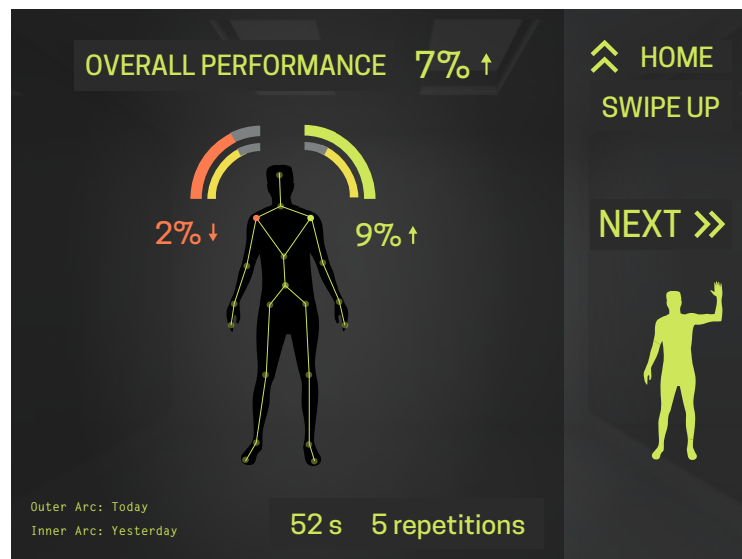 OVERALL PERFORMANCE 7% ↑
2% ↓
9% ↑
Outer Arc: Today
Inner Arc: Yesterday
52 s 5 repetitions
HOME
SWIPE UP
NEXT >>